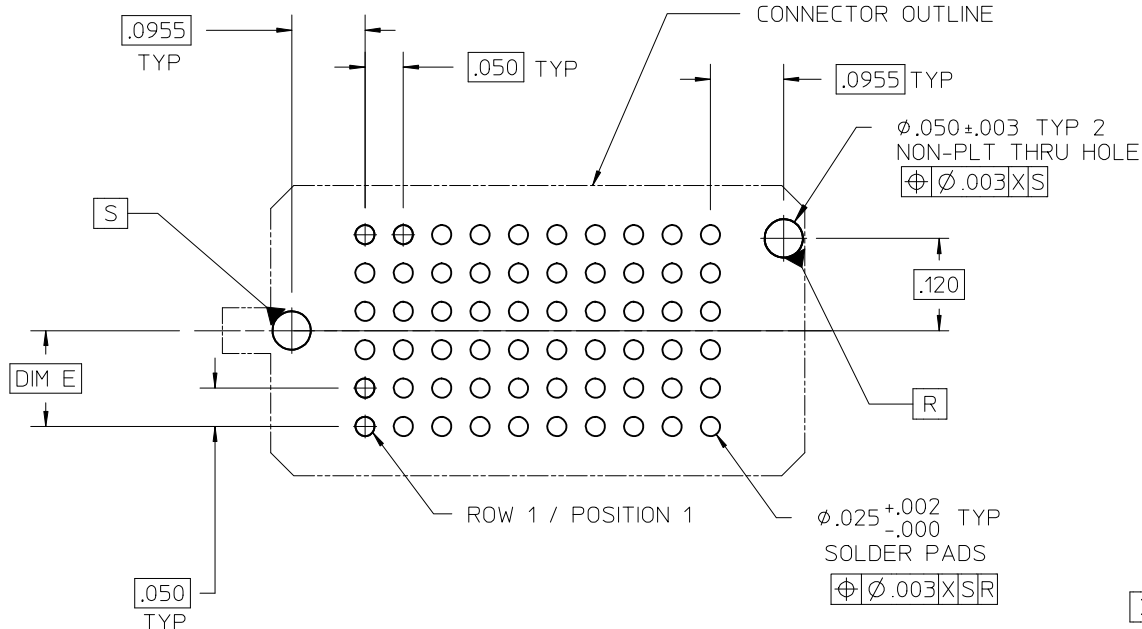 CONNECTOR OUTLINE
.0955
TYP
.050 TYP
.0955 TYP
⌀.050±.003 TYP 2
NON-PLT THRU HOLE
⌖ ⌀.003 X S
S
.120
DIM E
R
ROW 1 / POSITION 1
⌀.025 +.002 -.000 TYP
SOLDER PADS
⌖ ⌀.003 X S R
.050
TYP